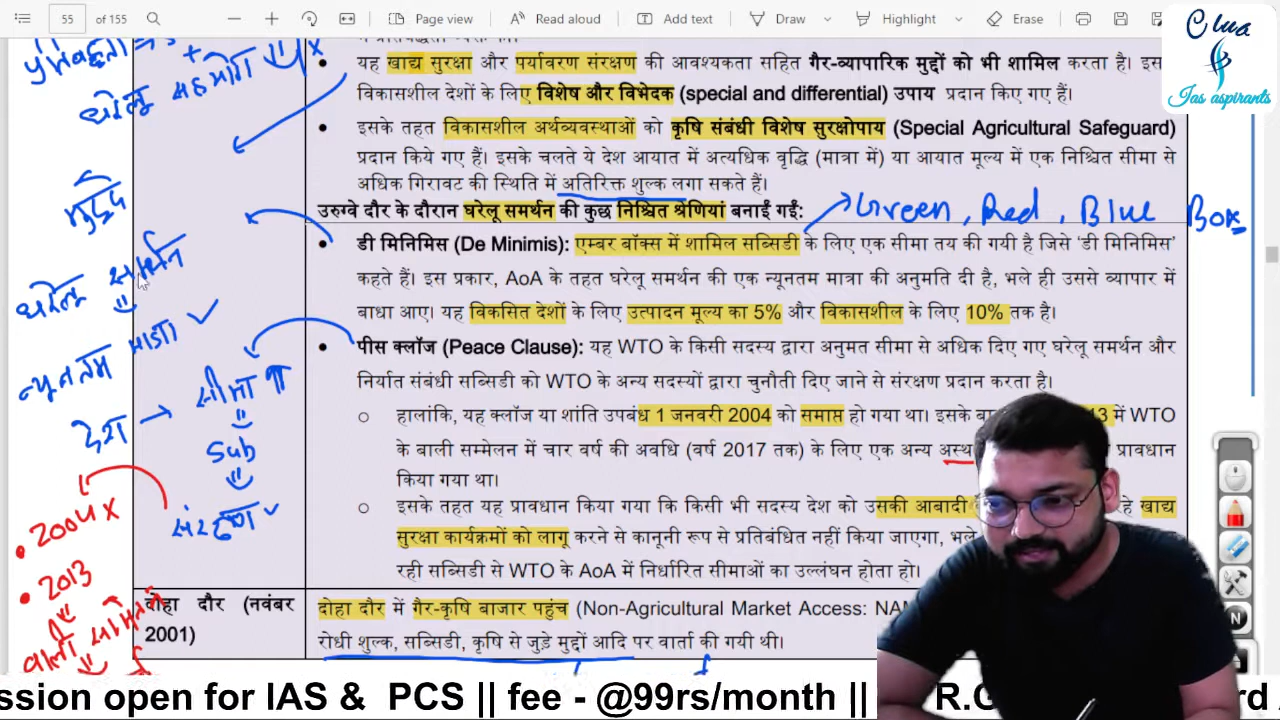 55 of 155
Page view
Read aloud
Add text
Draw
Highlight
Erase
Clua
Ias aspirants
यह खाद्य सुरक्षा और पर्यावरण संरक्षण की आवश्यकता सहित गैर-व्यापारिक मुद्दों को भी शामिल करता है। इस
विकासशील देशों के लिए विशेष और विभेदक (special and differential) उपाय प्रदान किए गए हैं।
इसके तहत विकासशील अर्थव्यवस्थाओं को कृषि संबंधी विशेष सुरक्षोपाय (Special Agricultural Safeguard)
प्रदान किये गए हैं। इसके चलते ये देश आयात में अत्यधिक वृद्धि (मात्रा में) या आयात मूल्य में एक निश्चित सीमा से
अधिक गिरावट की स्थिति में अतिरिक्त शुल्क लगा सकते हैं।
उरुग्वे दौर के दौरान घरेलू समर्थन की कुछ निश्चित श्रेणियां बनाई गईं:
Green, Red, Blue Box
डी मिनिमिस (De Minimis): एम्बर बॉक्स में शामिल सब्सिडी के लिए एक सीमा तय की गयी है जिसे 'डी मिनिमिस'
कहते हैं। इस प्रकार, AoA के तहत घरेलू समर्थन की एक न्यूनतम मात्रा की अनुमति दी है, भले ही उससे व्यापार में
बाधा आए। यह विकसित देशों के लिए उत्पादन मूल्य का 5% और विकासशील के लिए 10% तक है।
पीस क्लॉज (Peace Clause): यह WTO के किसी सदस्य द्वारा अनुमत सीमा से अधिक दिए गए घरेलू समर्थन और
निर्यात संबंधी सब्सिडी को WTO के अन्य सदस्यों द्वारा चुनौती दिए जाने से संरक्षण प्रदान करता है।
हालांकि, यह क्लॉज या शांति उपबंध 1 जनवरी 2004 को समाप्त हो गया था। इसके बा 13 में WTO
के बाली सम्मेलन में चार वर्ष की अवधि (वर्ष 2017 तक) के लिए एक अन्य अस्थ प्रावधान
किया गया था।
इसके तहत यह प्रावधान किया गया कि किसी भी सदस्य देश को उसकी आबादी रहे खाद्य
सुरक्षा कार्यक्रमों को लागू करने से कानूनी रूप से प्रतिबंधित नहीं किया जाएगा, भले
रही सब्सिडी से WTO के AoA में निर्धारित सीमाओं का उल्लंघन होता हो।
दोहा दौर (नवंबर
2001)
दोहा दौर में गैर-कृषि बाजार पहुंच (Non-Agricultural Market Access: NAM
रोधी शुल्क, सब्सिडी, कृषि से जुड़े मुद्दों आदि पर वार्ता की गयी थी।
घरेलू समर्थन
न्यूनतम मात्रा
देश → सीमा
Sub
संरक्षण
2004 x
2013
ssion open for IAS & PCS || fee - @99rs/month || R.G